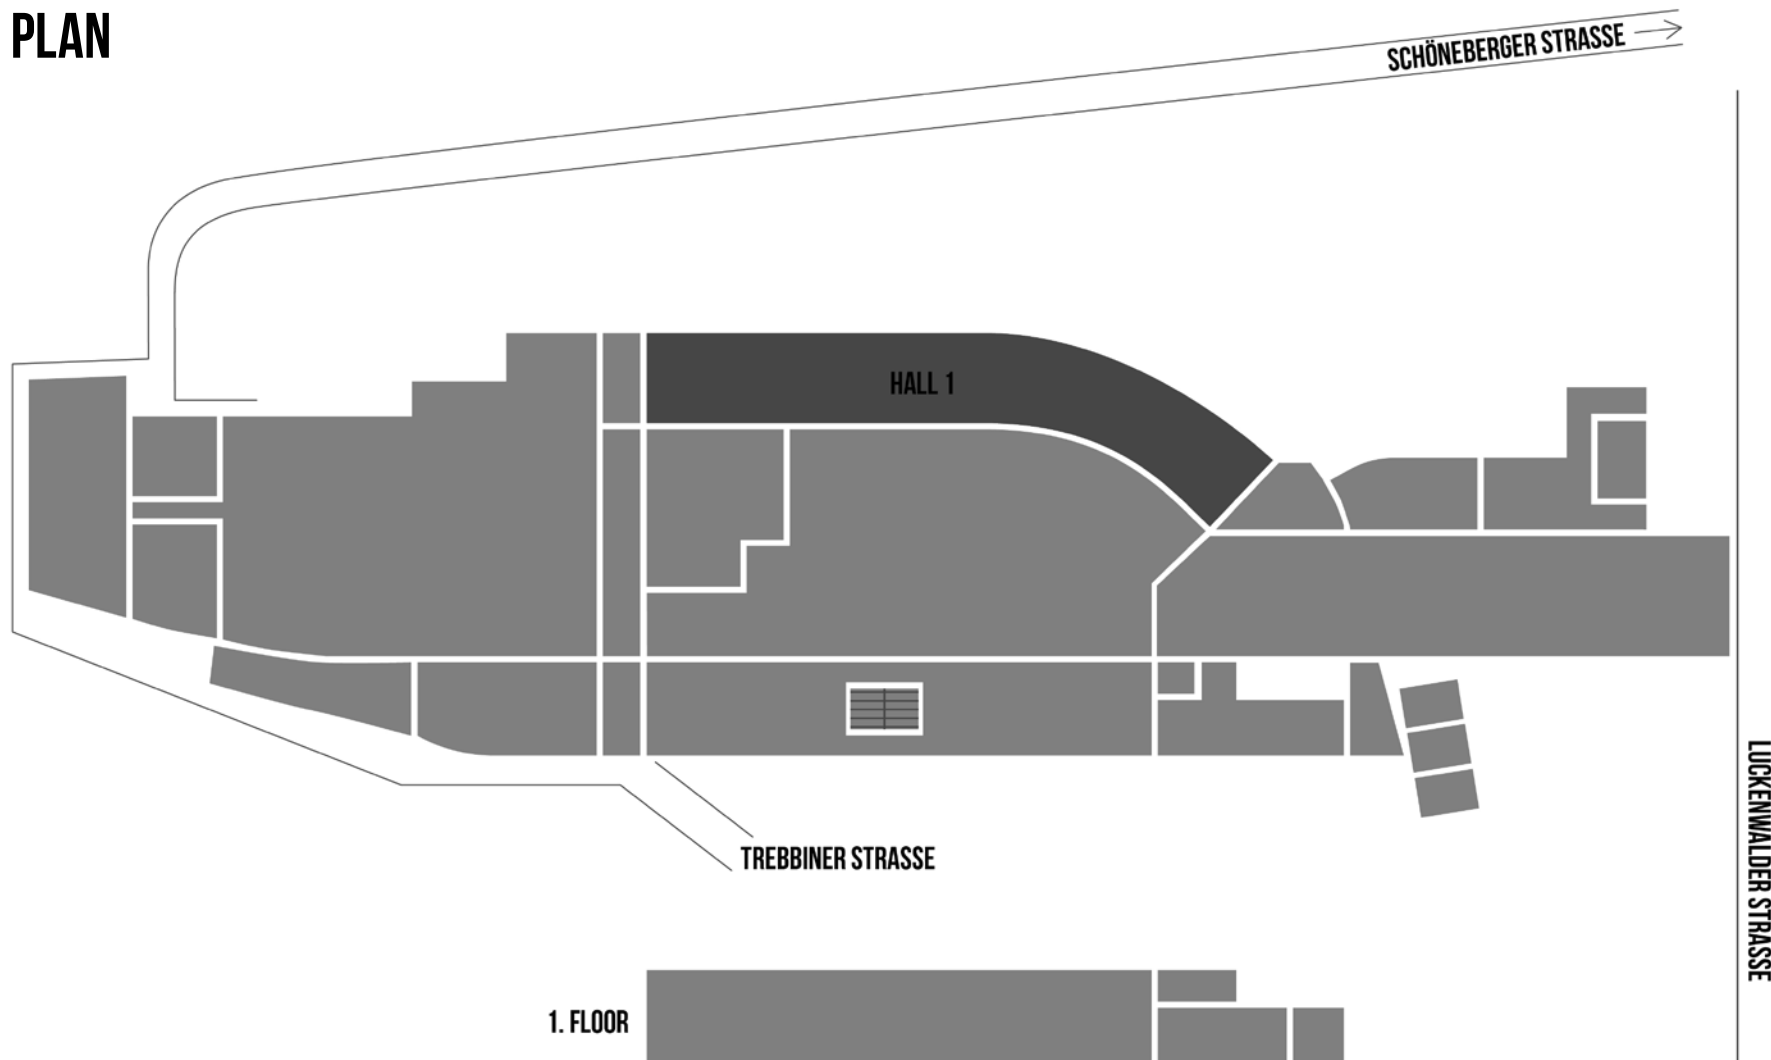 PLAN
SCHÖNEBERGER STRASSE
HALL 1
TREBBINER STRASSE
LUCKENWALDER STRASSE
1. FLOOR